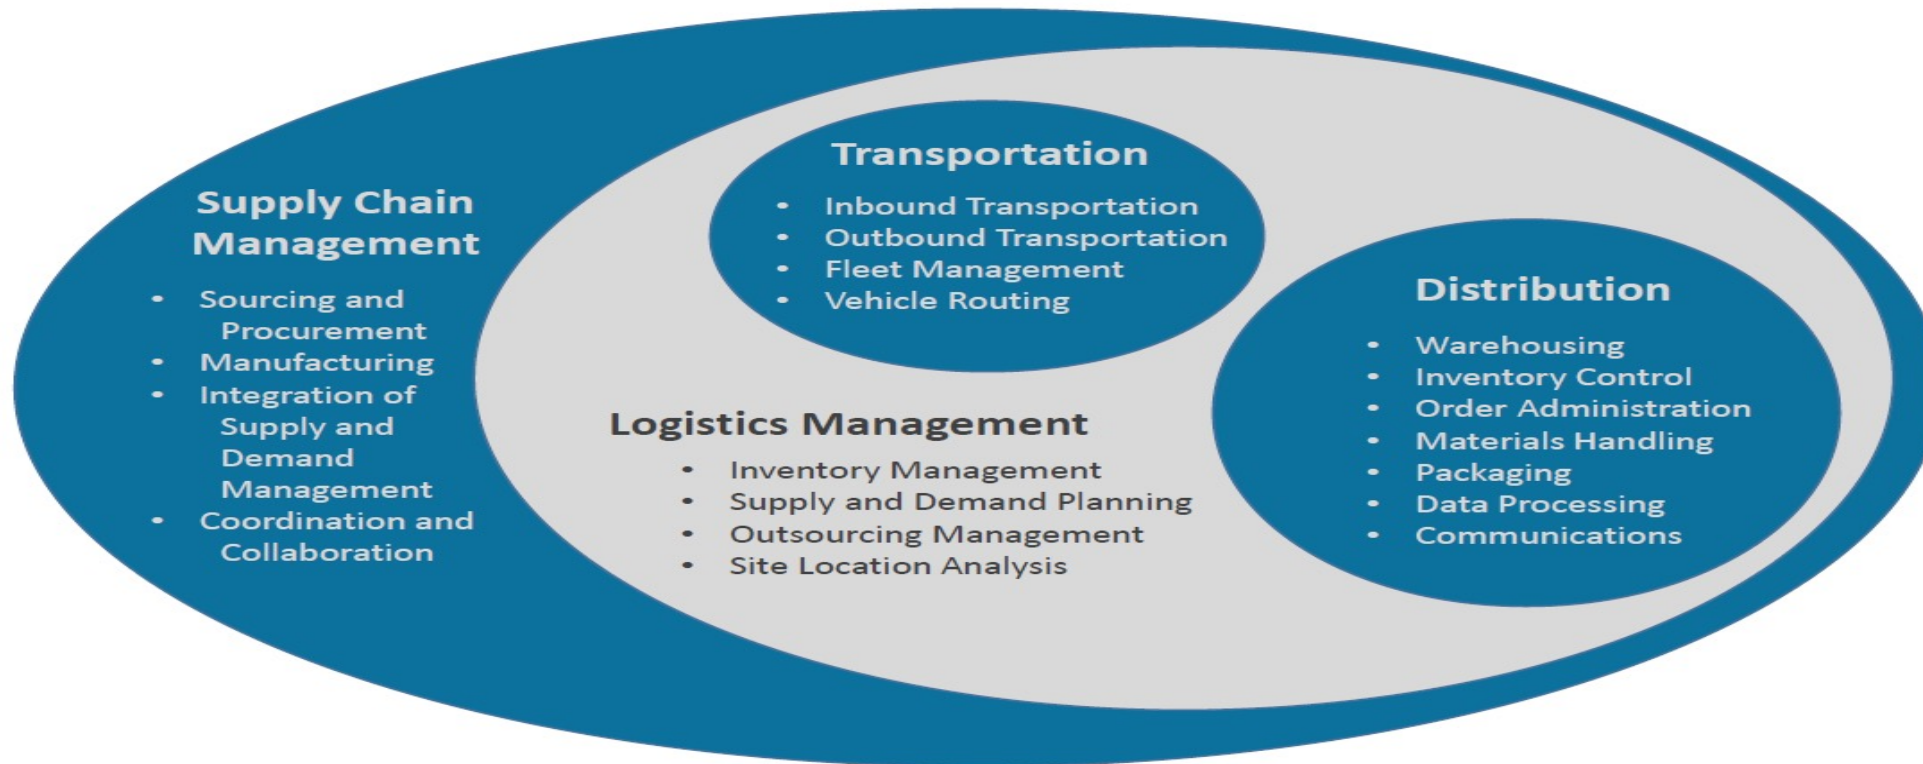 Supply Chain
Management
• Sourcing and
Procurement
• Manufacturing
• Integration of
Supply and
Demand
Management
• Coordination and
Collaboration
Transportation
• Inbound Transportation
• Outbound Transportation
• Fleet Management
• Vehicle Routing
Logistics Management
• Inventory Management
• Supply and Demand Planning
• Outsourcing Management
• Site Location Analysis
Distribution
• Warehousing
• Inventory Control
• Order Administration
• Materials Handling
• Packaging
• Data Processing
• Communications